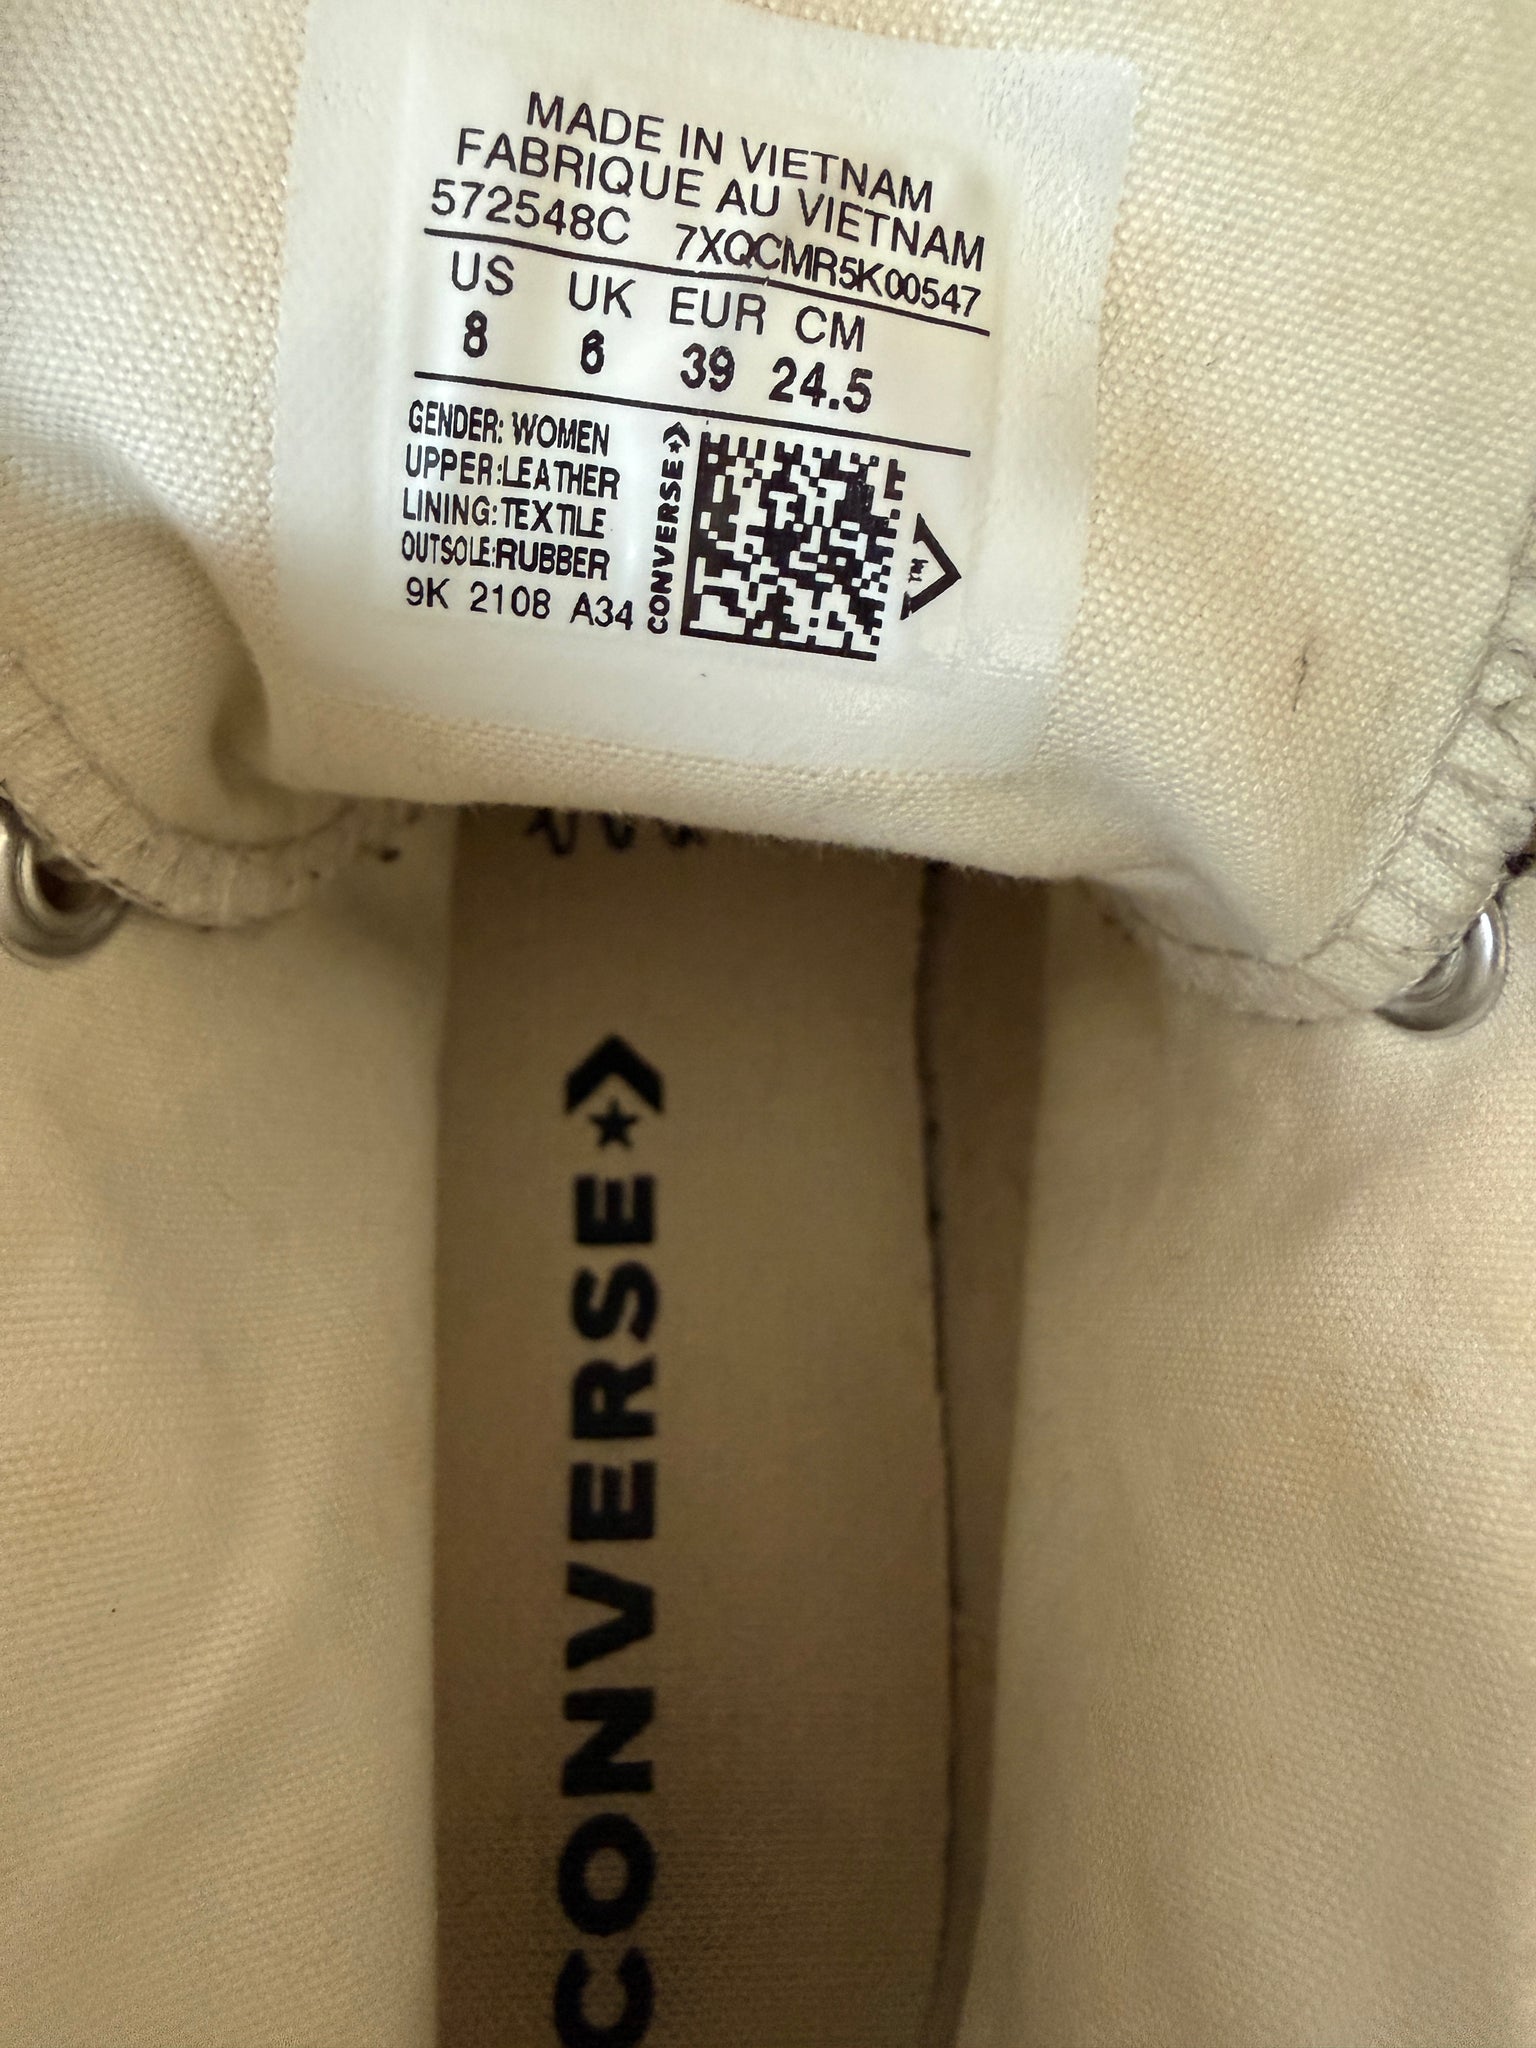 MADE IN VIETNAM
FABRIQUE AU VIETNAM
572548C 7XQCMR5K00547
US UK EUR CM
8 6 39 24.5
GENDER: WOMEN
UPPER:LEATHER
LINING:TEXTILE
OUTSOLE:RUBBER
9K 2108 A34
CONVERSE
TM
CONVERSE